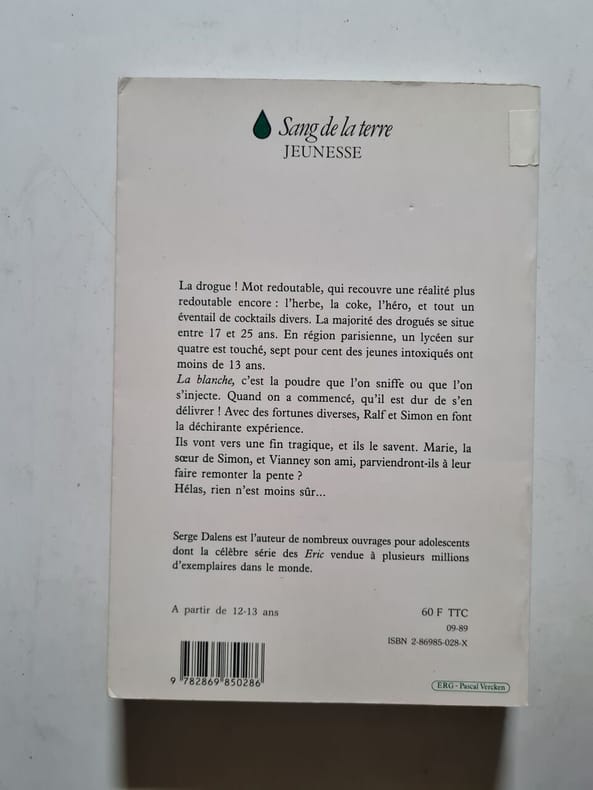 Sang de la terre
JEUNESSE
La drogue ! Mot redoutable, qui recouvre une réalité plus
redoutable encore : l'herbe, la coke, l'héro, et tout un
éventail de cocktails divers. La majorité des drogués se situe
entre 17 et 25 ans. En région parisienne, un lycéen sur
quatre est touché, sept pour cent des jeunes intoxiqués ont
moins de 13 ans.
La blanche, c'est la poudre que l'on sniffe ou que l'on
s'injecte. Quand on a commencé, qu'il est dur de s'en
délivrer ! Avec des fortunes diverses, Ralf et Simon en font
la déchirante expérience.
Ils vont vers une fin tragique, et ils le savent. Marie, la
sœur de Simon, et Vianney son ami, parviendront-ils à leur
faire remonter la pente ?
Hélas, rien n'est moins sûr...
Serge Dalens est l'auteur de nombreux ouvrages pour adolescents
dont la célèbre série des Eric vendue à plusieurs millions
d'exemplaires dans le monde.
A partir de 12-13 ans
60 F TTC
09-89
ISBN 2-86985-028-X
9 782869 850286
ERG - Pascal Vercken